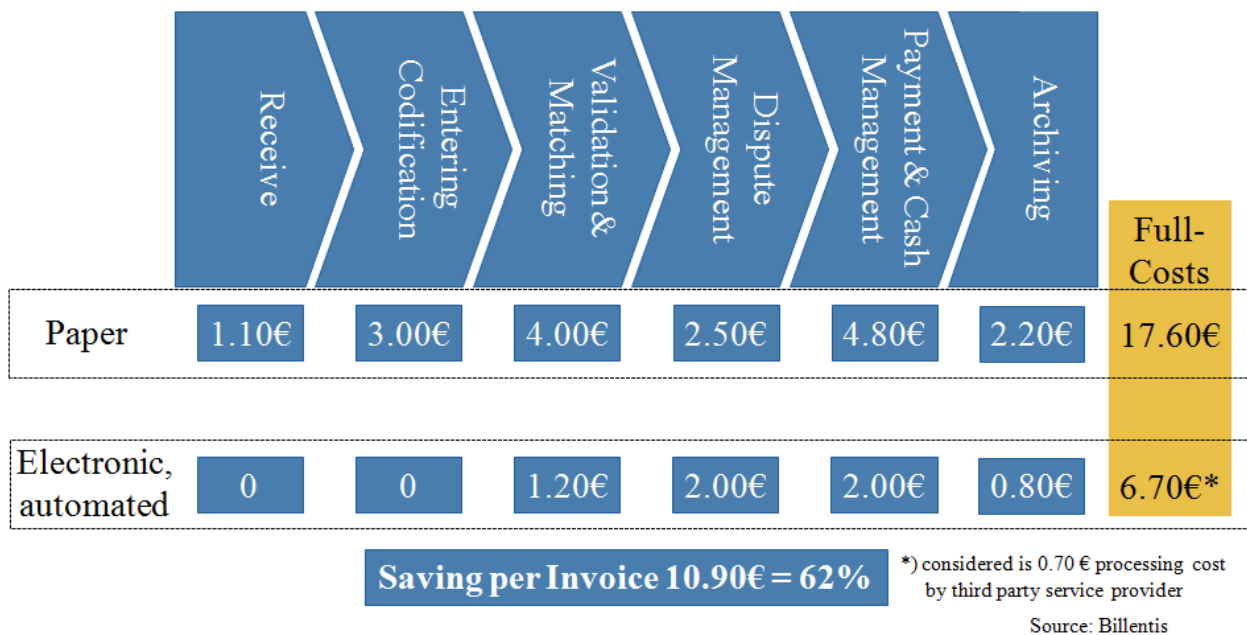 Receive
Entering
Codification
Validation &
Matching
Dispute
Management
Payment & Cash
Management
Archiving
Full-
Costs
Paper
1.10€
3.00€
4.00€
2.50€
4.80€
2.20€
17.60€
Electronic,
automated
0
0
1.20€
2.00€
2.00€
0.80€
6.70€*
Saving per Invoice 10.90€ = 62%
*) considered is 0.70 € processing cost
by third party service provider
Source: Billentis